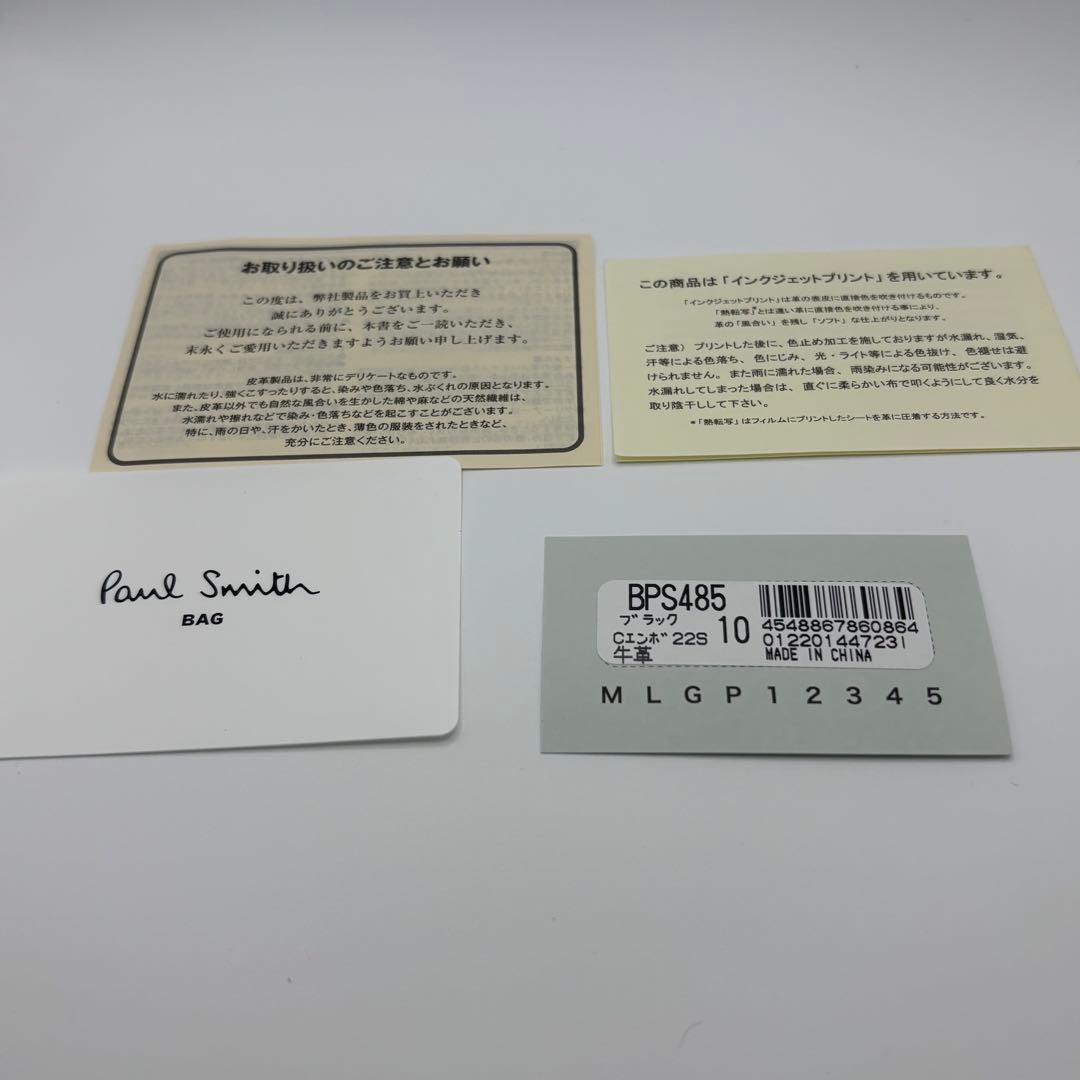 お取り扱いのご注意とお願い
この度は、弊社製品をお買上いただき
誠にありがとうございます。
ご使用になられる前に、本書をご一読いただき、
末永くご愛用いただきますようお願い申し上げます。
皮革製品は、非常にデリケートなものです。
水に濡れたり、強くこすったりすると、染みや色落ち、水ぶくれの原因となります。
また、皮革以外でも自然な風合いを生かした綿や麻などの天然繊維は、
水濡れや擦れなどで染み・色落ちなどを起こすことがございます。
特に、雨の日や、汗をかいたとき、薄色の服装をされたときなど、
充分にご注意ください。
この商品は「インクジェットプリント」を用いています。
「インクジェットプリント」は革の表皮に直接色を吹き付けるものです。
「熱転写」とは違い革に直接色を吹き付ける事により、
革の「風合い」を残し「ソフト」な仕上がりとなります。
ご注意) プリントした後に、色止め加工を施しておりますが水濡れ、湿気、
汗等による色落ち、色にじみ、光・ライト等による色抜け、色褪せは避
けられません。また雨に濡れた場合、雨染みになる可能性がございます。
水濡れしてしまった場合は、直ぐに柔らかい布で叩くようにして良く水分を
取り陰干しして下さい。
*「熱転写」はフィルムにプリントしたシートを革に圧着する方法です。
Paul Smith
BAG
BPS485
ブラック
Cエンボ22S 10
牛革
4548867860864
012201447231
MADE IN CHINA
M L G P 1 2 3 4 5